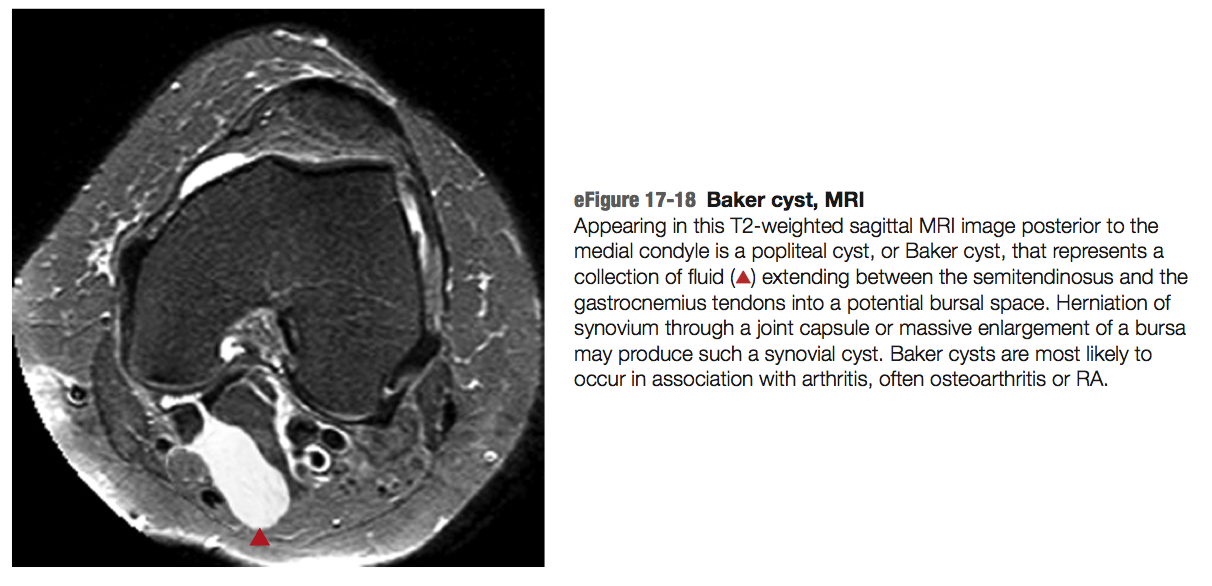 eFigure 17-18 Baker cyst, MRI
Appearing in this T2-weighted sagittal MRI image posterior to the
medial condyle is a popliteal cyst, or Baker cyst, that represents a
collection of fluid (▲) extending between the semitendinosus and the
gastrocnemius tendons into a potential bursal space. Herniation of
synovium through a joint capsule or massive enlargement of a bursa
may produce such a synovial cyst. Baker cysts are most likely to
occur in association with arthritis, often osteoarthritis or RA.